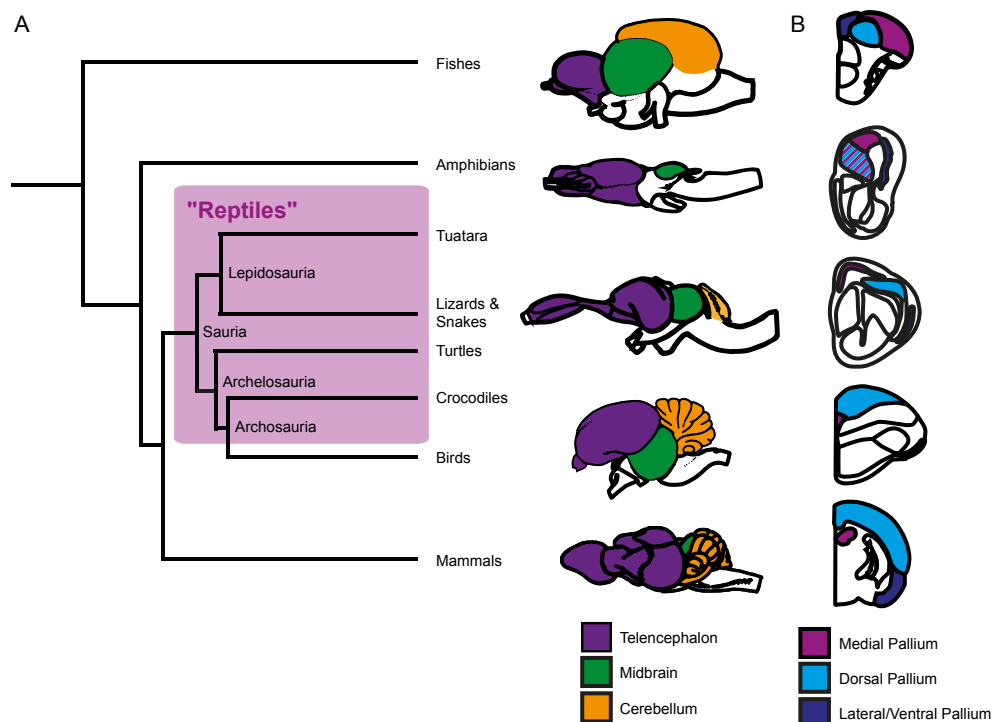 A
B
Fishes
Amphibians
"Reptiles"
Tuatara
Lepidosauria
Lizards &
Snakes
Sauria
Turtles
Archelosauria
Crocodiles
Archosauria
Birds
Mammals
Telencephalon
Midbrain
Cerebellum
Medial Pallium
Dorsal Pallium
Lateral/Ventral Pallium